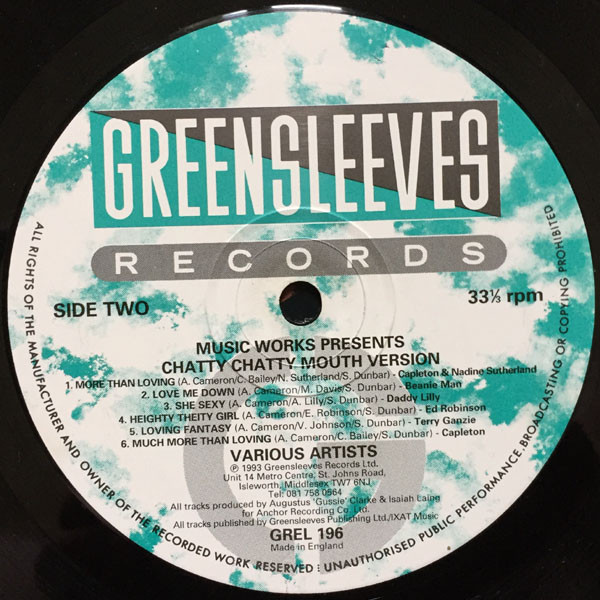 GREENSLEEVES
RECORDS
SIDE TWO
33⅓ rpm
MUSIC WORKS PRESENTS
CHATTY CHATTY MOUTH VERSION
1. MORE THAN LOVING (A. Cameron/C. Bailey/N. Sutherland/S. Dunbar) - Capleton & Nadine Sutherland
2. LOVE ME DOWN (A. Cameron/M. Davis/S. Dunbar) - Beanie Man
3. SHE SEXY (A. Cameron/A. Lilly/S. Dunbar) - Daddy Lilly
4. HEIGHTY THEITY GIRL (A. Cameron/E. Robinson/S. Dunbar) - Ed Robinson
5. LOVING FANTASY (A. Cameron/V. Johnson/S. Dunbar) - Terry Ganzie
6. MUCH MORE THAN LOVING (A. Cameron/C. Bailey/S. Dunbar) - Capleton
VARIOUS ARTISTS
℗ 1993 Greensleeves Records Ltd.
Unit 14 Metro Centre, St. Johns Road,
Isleworth, Middlesex TW7 6NJ
Tel: 081 758 0564
All tracks produced by Augustus 'Gussie' Clarke & Isaiah Laing
for Anchor Recording Co. Ltd.
All tracks published by Greensleeves Publishing Ltd./IXAT Music
GREL 196
Made in England
ALL RIGHTS OF THE MANUFACTURER AND OWNER OF THE RECORDED WORK RESERVED : UNAUTHORISED PUBLIC PERFORMANCE. BROADCASTING OR COPYING PROHIBITED